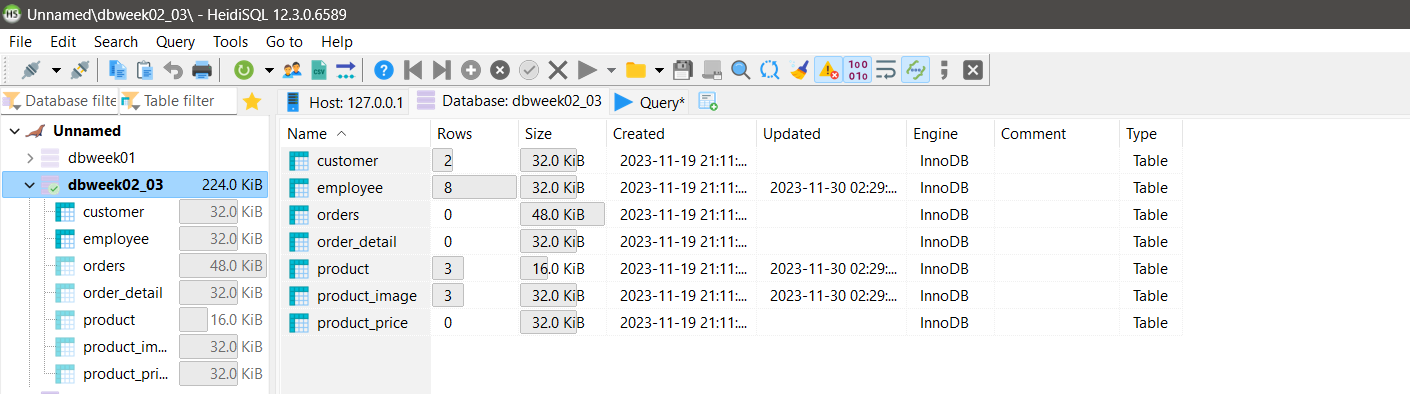 HS Unnamed\dbweek02_03\ - HeidiSQL 12.3.0.6589
File Edit Search Query Tools Go to Help
Database filte Table filter Host: 127.0.0.1 Database: dbweek02_03 Query*
Unnamed
dbweek01
dbweek02_03 224.0 KiB
customer 32.0 KiB
employee 32.0 KiB
orders 48.0 KiB
order_detail 32.0 KiB
product 16.0 KiB
product_im... 32.0 KiB
product_pri... 32.0 KiB
Name Rows Size Created Updated Engine Comment Type
customer 2 32.0 KiB 2023-11-19 21:11:... InnoDB Table
employee 8 32.0 KiB 2023-11-19 21:11:... 2023-11-30 02:29:... InnoDB Table
orders 0 48.0 KiB 2023-11-19 21:11:... InnoDB Table
order_detail 0 32.0 KiB 2023-11-19 21:11:... InnoDB Table
product 3 16.0 KiB 2023-11-19 21:11:... 2023-11-30 02:29:... InnoDB Table
product_image 3 32.0 KiB 2023-11-19 21:11:... 2023-11-30 02:29:... InnoDB Table
product_price 0 32.0 KiB 2023-11-19 21:11:... InnoDB Table